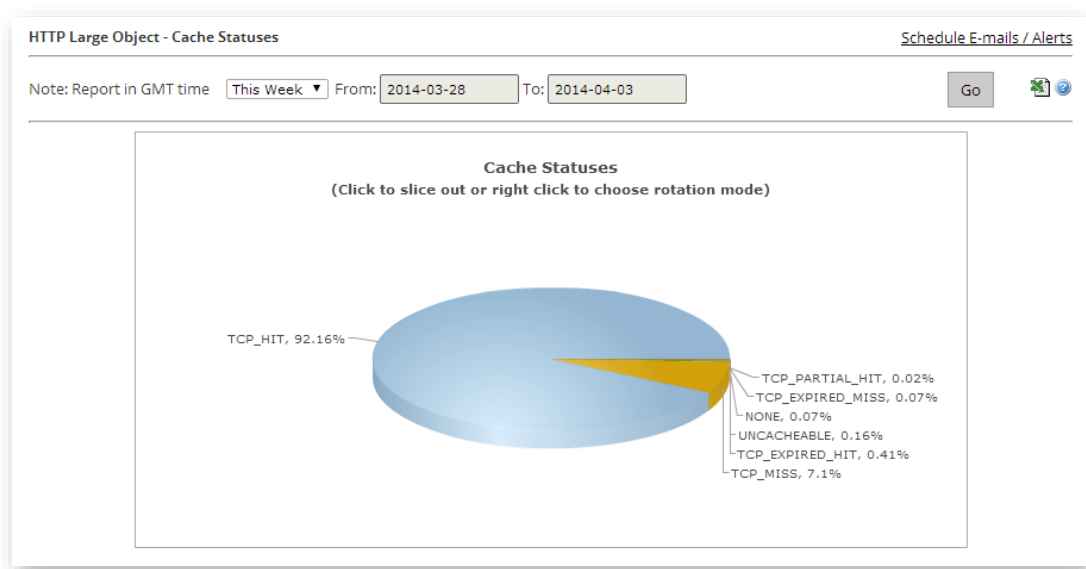 HTTP Large Object - Cache Statuses
Schedule E-mails / Alerts
Note: Report in GMT time This Week From: 2014-03-28 To: 2014-04-03 Go
Cache Statuses
(Click to slice out or right click to choose rotation mode)
TCP_HIT, 92.16%
TCP_PARTIAL_HIT, 0.02%
TCP_EXPIRED_MISS, 0.07%
NONE, 0.07%
UNCACHEABLE, 0.16%
TCP_EXPIRED_HIT, 0.41%
TCP_MISS, 7.1%